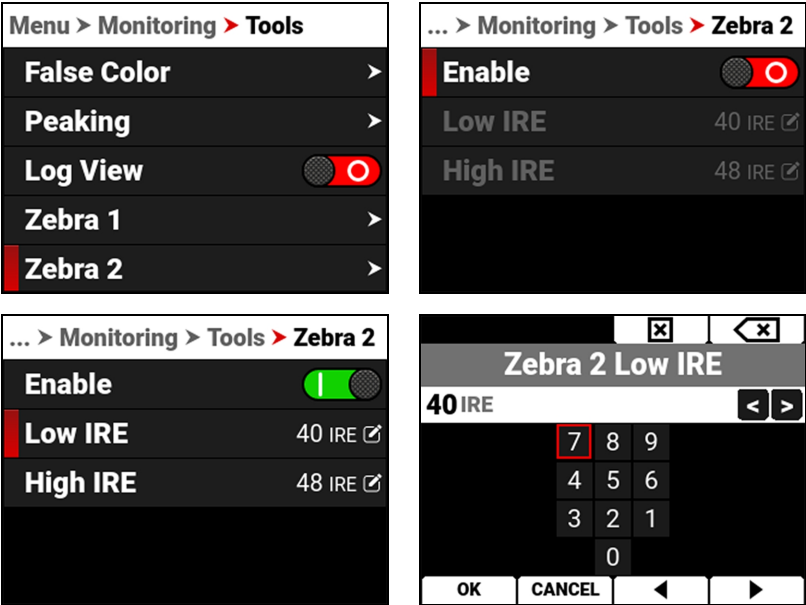 Menu > Monitoring > Tools
False Color >
Peaking >
Log View
Zebra 1 >
Zebra 2 >
... > Monitoring > Tools > Zebra 2
Enable
Low IRE 40 IRE
High IRE 48 IRE
... > Monitoring > Tools > Zebra 2
Enable
Low IRE 40 IRE
High IRE 48 IRE
Zebra 2 Low IRE
40 IRE < >
7 8 9
4 5 6
3 2 1
0
OK CANCEL